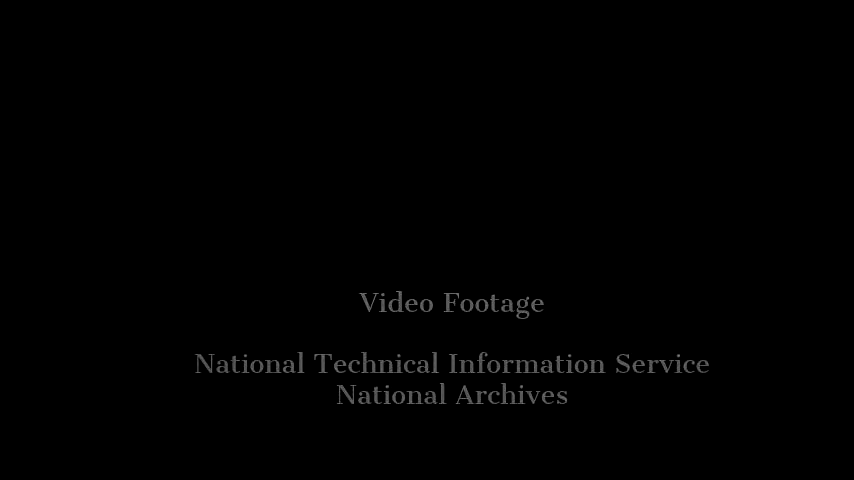 Video Footage
National Technical Information Service
National Archives